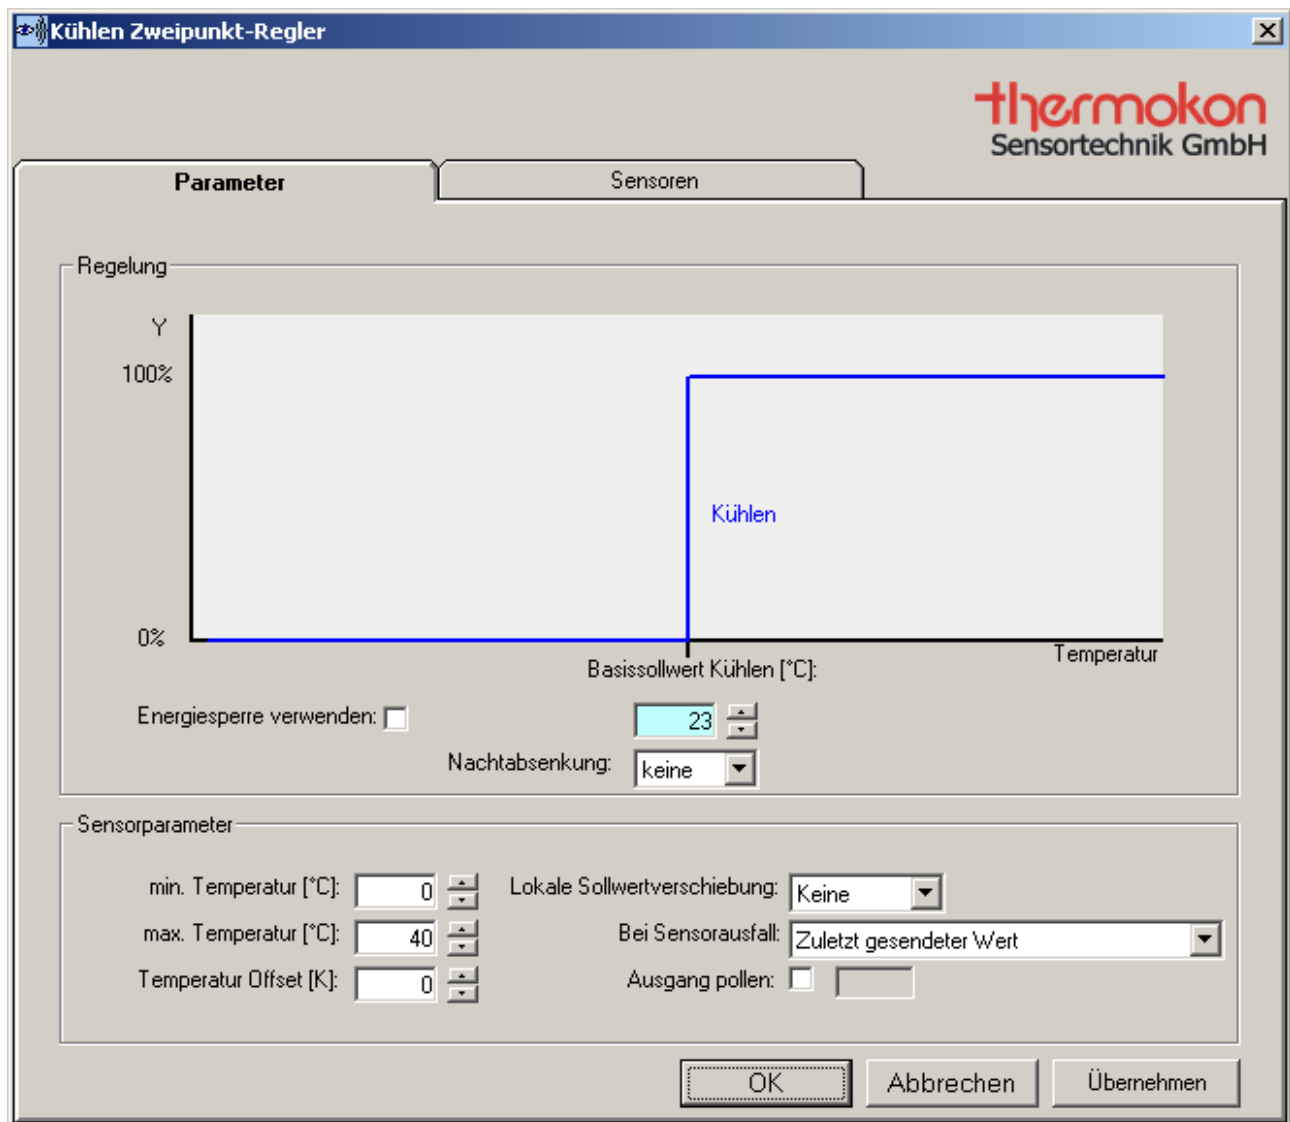 Kühlen Zweipunkt-Regler
thermokon
Sensortechnik GmbH
Parameter
Sensoren
Regelung
Y
100%
Kühlen
0%
Temperatur
Basissollwert Kühlen [°C]:
Energiesperre verwenden:
23
Nachtabsenkung: keine
Sensorparameter
min. Temperatur [°C]: 0 Lokale Sollwertverschiebung: Keine
max. Temperatur [°C]: 40 Bei Sensorausfall: Zuletzt gesendeter Wert
Temperatur Offset [K]: 0 Ausgang pollen:
OK Abbrechen Übernehmen